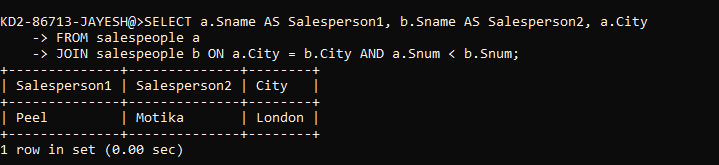 KD2-86713-JAYESH@>SELECT a.Sname AS Salesperson1, b.Sname AS Salesperson2, a.City
    -> FROM salespeople a
    -> JOIN salespeople b ON a.City = b.City AND a.Snum < b.Snum;
+--------------+--------------+--------+
| Salesperson1 | Salesperson2 | City   |
+--------------+--------------+--------+
| Peel         | Motika       | London |
+--------------+--------------+--------+
1 row in set (0.00 sec)